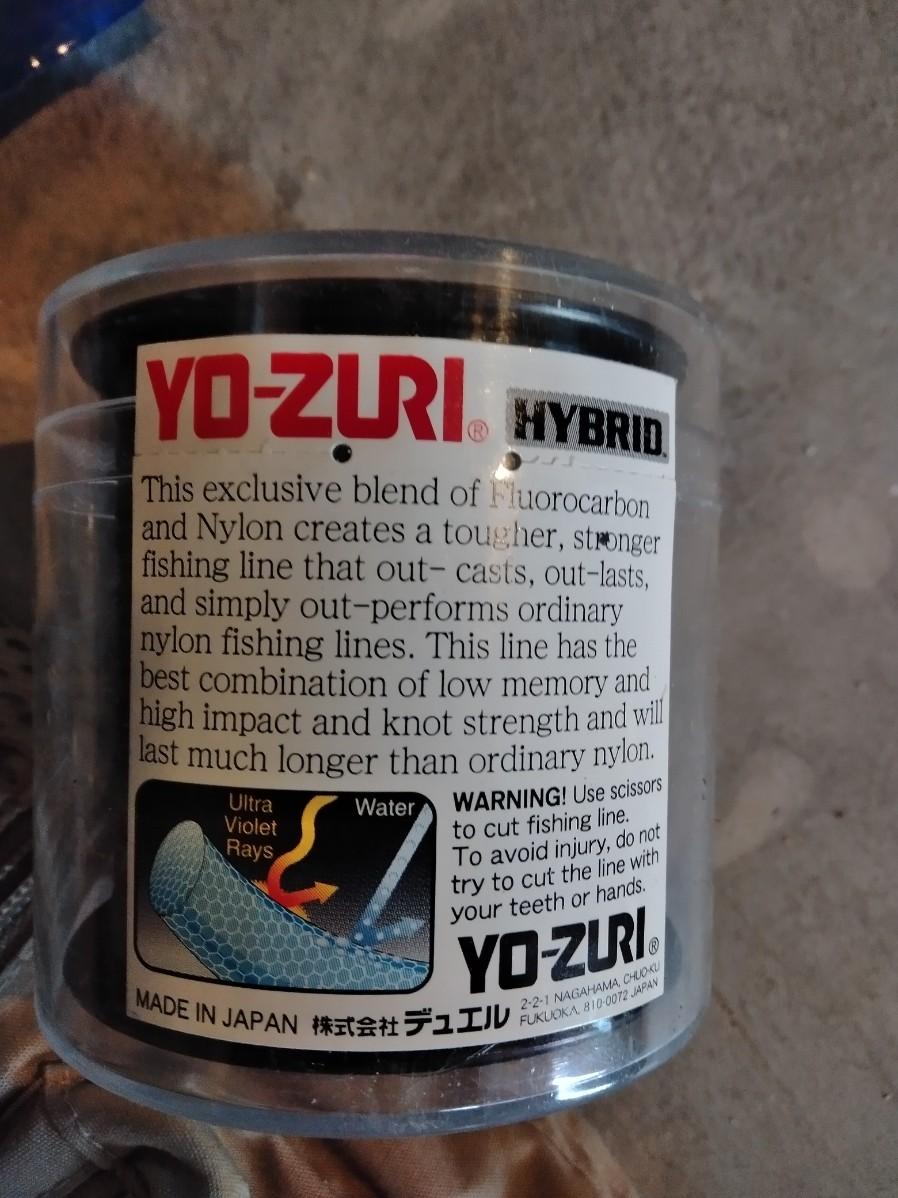 YO-ZURI® HYBRID
This exclusive blend of Fluorocarbon
and Nylon creates a tougher, stronger
fishing line that out- casts, out-lasts,
and simply out-performs ordinary
nylon fishing lines. This line has the
best combination of low memory and
high impact and knot strength and will
last much longer than ordinary nylon.
Ultra
Violet
Rays
Water
WARNING! Use scissors
to cut fishing line.
To avoid injury, do not
try to cut the line with
your teeth or hands.
YO-ZURI®
MADE IN JAPAN 株式会社 デュエル
2-2-1 NAGAHAMA, CHUO-KU
FUKUOKA, 810-0072 JAPAN